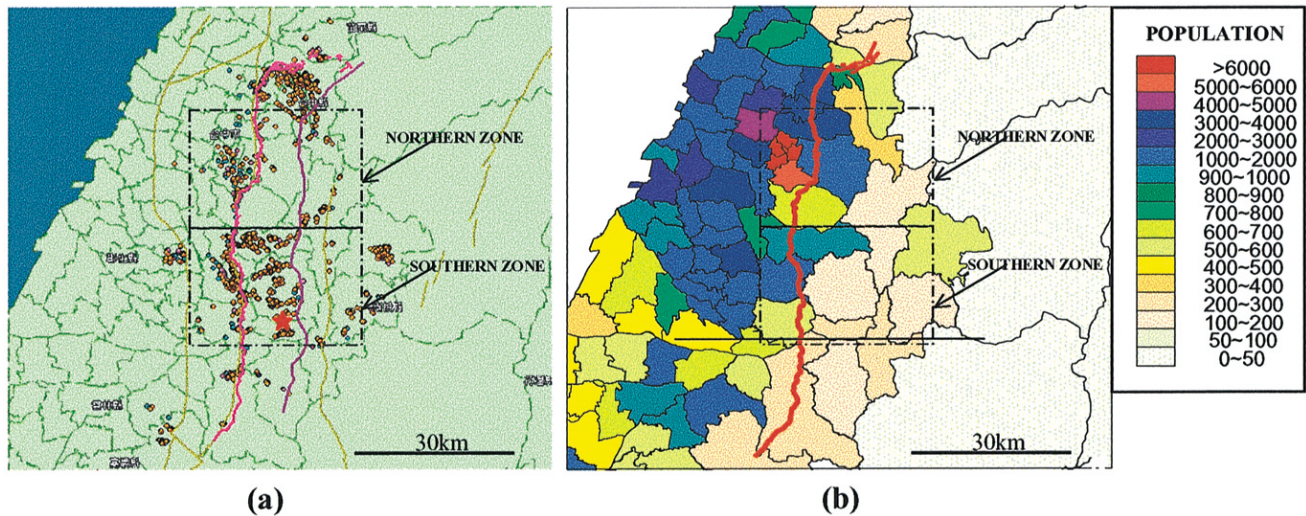 NORTHERN ZONE
SOUTHERN ZONE
30km
(a)
NORTHERN ZONE
SOUTHERN ZONE
30km
(b)
POPULATION
>6000
5000~6000
4000~5000
3000~4000
2000~3000
1000~2000
900~1000
800~900
700~800
600~700
500~600
400~500
300~400
200~300
100~200
50~100
0~50